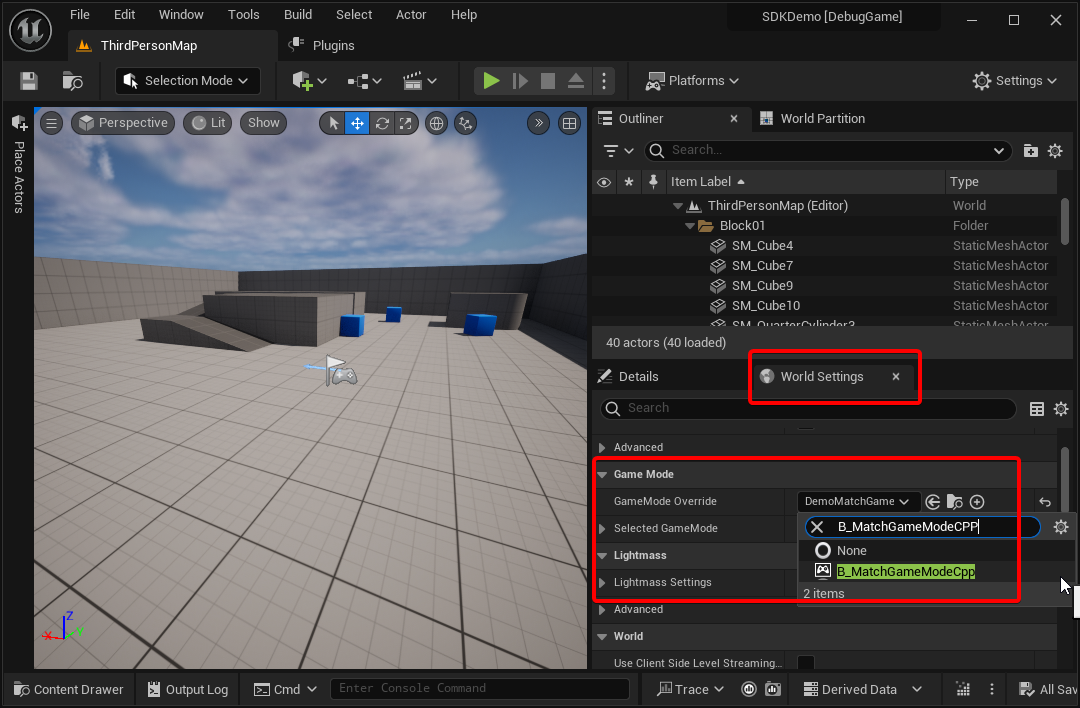 File Edit Window Tools Build Select Actor Help
SDKDemo [DebugGame]
ThirdPersonMap
Plugins
Selection Mode
Platforms
Settings
Place Actors
Perspective
Lit
Show
Outliner
World Partition
Search...
Item Label
Type
ThirdPersonMap (Editor) World
Block01 Folder
SM_Cube4 StaticMeshActor
SM_Cube7 StaticMeshActor
SM_Cube9 StaticMeshActor
SM_Cube10 StaticMeshActor
SM_QuarterCylinder3 StaticMeshActor
40 actors (40 loaded)
Details
World Settings
Search
Advanced
Game Mode
GameMode Override
DemoMatchGame
Selected GameMode
B_MatchGameModeCPP
None
B_MatchGameModeCpp
2 items
Lightmass
Lightmass Settings
Advanced
World
Use Client Side Level Streaming...
X Y Z
Content Drawer
Output Log
Cmd
Enter Console Command
Trace
Derived Data
All Sav